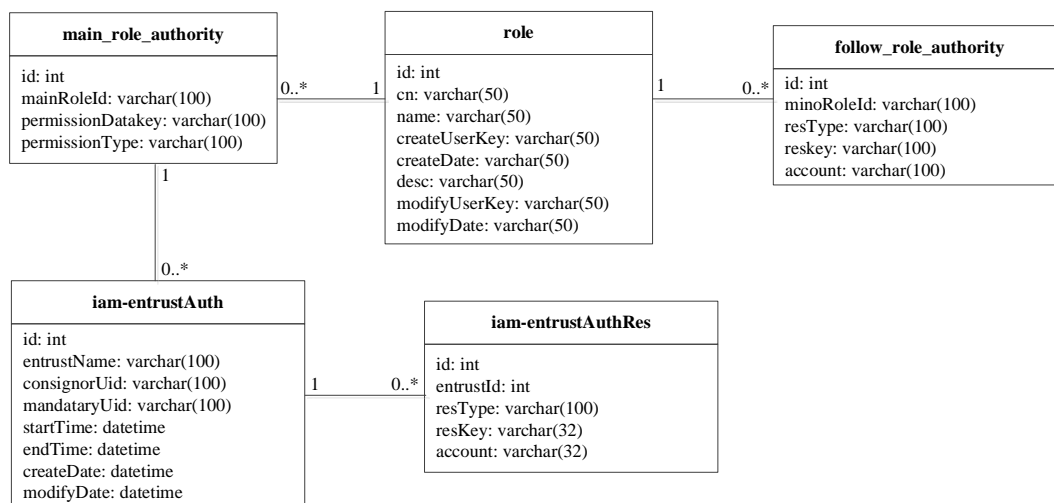 main_role_authority
id: int
mainRoleId: varchar(100)
permissionDatakey: varchar(100)
permissionType: varchar(100)
0..*
1
role
id: int
cn: varchar(50)
name: varchar(50)
createUserKey: varchar(50)
createDate: varchar(50)
desc: varchar(50)
modifyUserKey: varchar(50)
modifyDate: varchar(50)
1
0..*
follow_role_authority
id: int
minoRoleId: varchar(100)
resType: varchar(100)
reskey: varchar(100)
account: varchar(100)
1
0..*
iam-entrustAuth
id: int
entrustName: varchar(100)
consignorUid: varchar(100)
mandataryUid: varchar(100)
startTime: datetime
endTime: datetime
createDate: datetime
modifyDate: datetime
1
0..*
iam-entrustAuthRes
id: int
entrustId: int
resType: varchar(100)
resKey: varchar(32)
account: varchar(32)